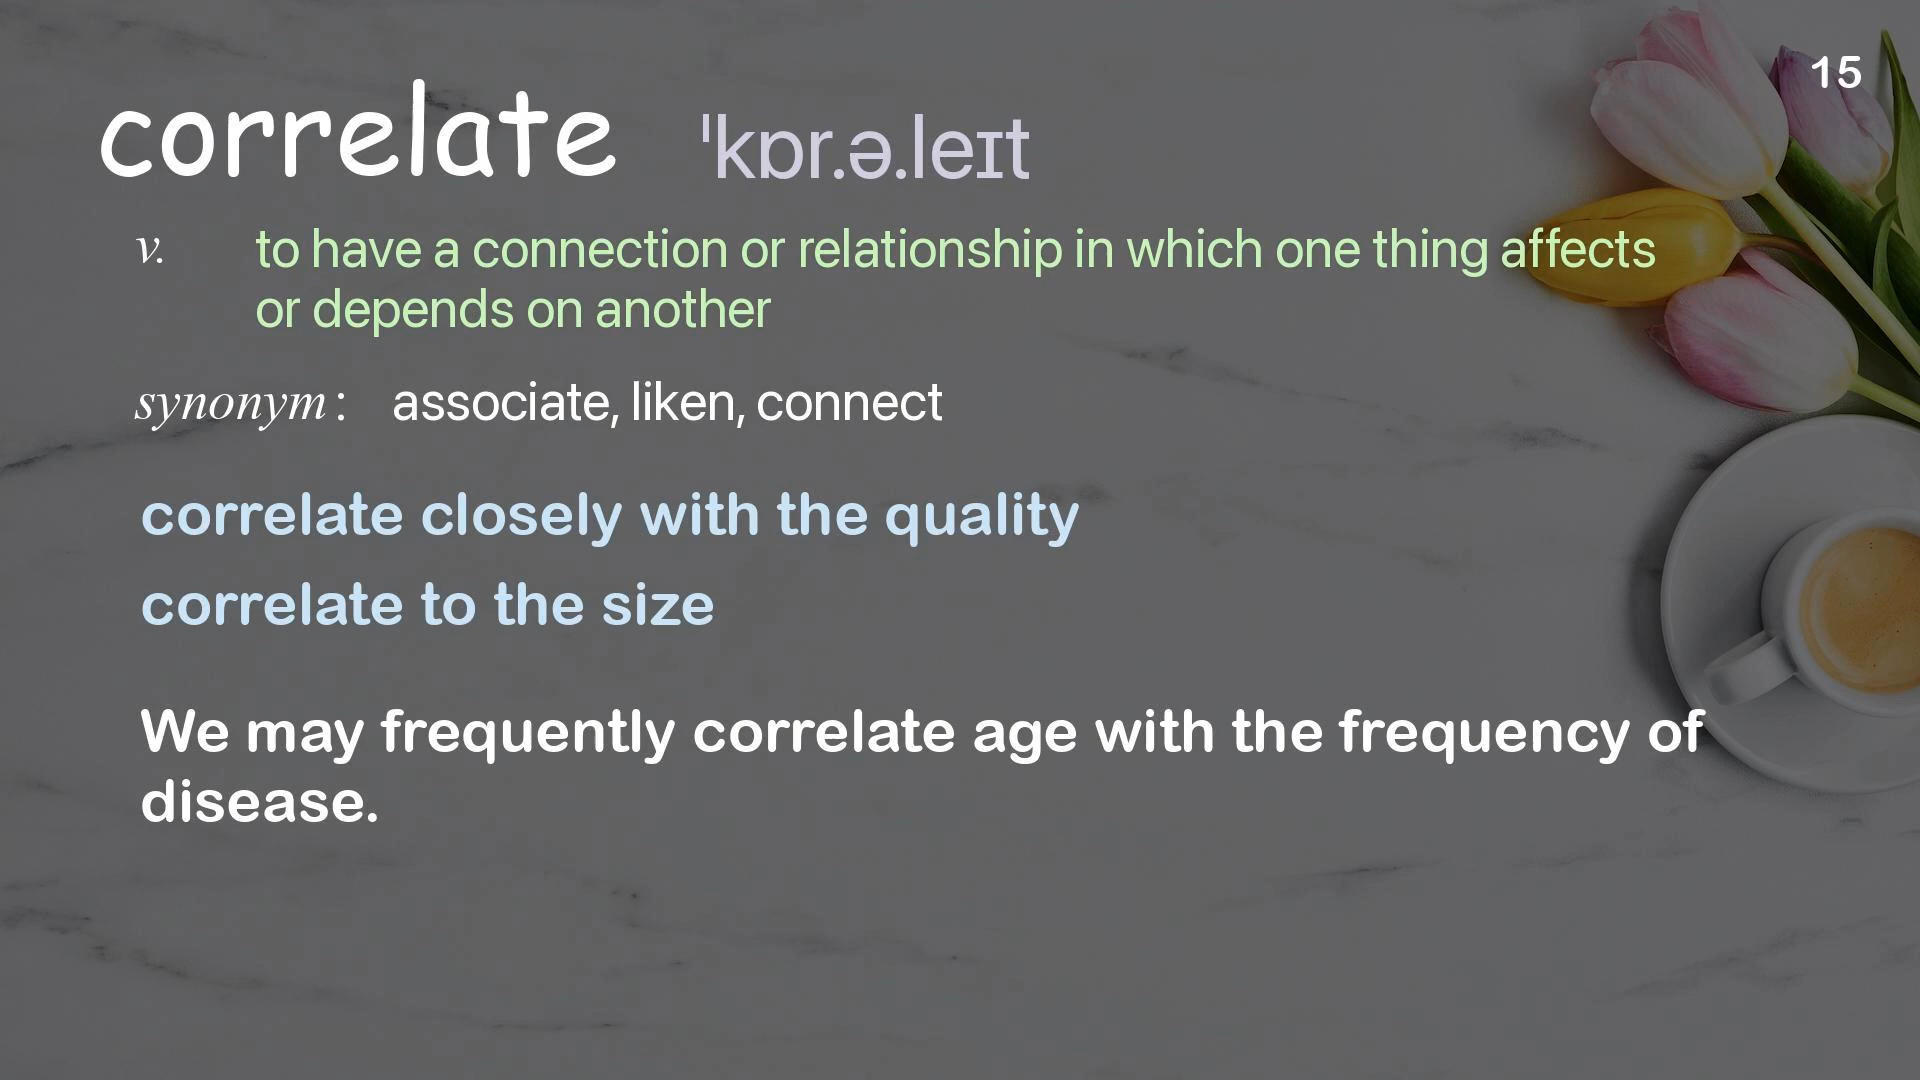 15
correlate ˈkɒr.ə.leɪt
v. to have a connection or relationship in which one thing affects
or depends on another
synonym : associate, liken, connect
correlate closely with the quality
correlate to the size
We may frequently correlate age with the frequency of
disease.